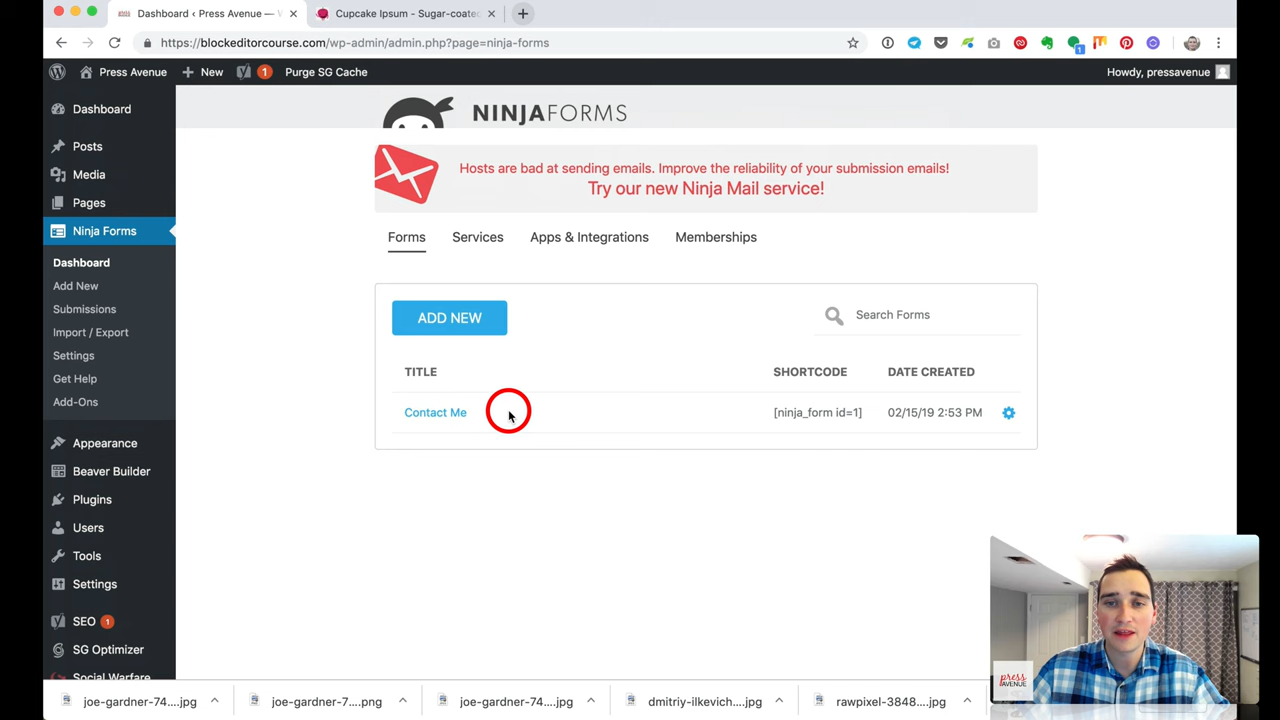 Dashboard ‹ Press Avenue — W
Cupcake Ipsum - Sugar-coated
https://blockeditorcourse.com/wp-admin/admin.php?page=ninja-forms
1
Press Avenue
New
1
Purge SG Cache
Howdy, pressavenue
Dashboard
Posts
Media
Pages
Ninja Forms
Dashboard
Add New
Submissions
Import / Export
Settings
Get Help
Add-Ons
Appearance
Beaver Builder
Plugins
Users
Tools
Settings
SEO 1
SG Optimizer
Social Warfare
NINJAFORMS
Hosts are bad at sending emails. Improve the reliability of your submission emails!
Try our new Ninja Mail service!
Forms
Services
Apps & Integrations
Memberships
ADD NEW
Search Forms
TITLE
SHORTCODE
DATE CREATED
Contact Me
[ninja_form id=1]
02/15/19 2:53 PM
press
AVENUE
joe-gardner-74....jpg
joe-gardner-7....png
joe-gardner-74....jpg
dmitriy-ilkevich....jpg
rawpixel-3848....jpg